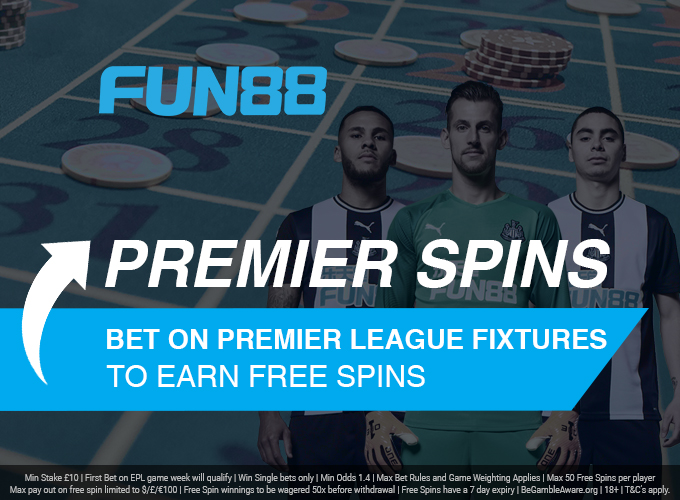 FUN88
PREMIER SPINS
BET ON PREMIER LEAGUE FIXTURES
TO EARN FREE SPINS
FUN
FUN88
FUN88
Min Stake £10 | First Bet on EPL game week will qualify | Win Single bets only | Min Odds 1.4 | Max Bet Rules and Game Weighting Applies | Max 50 Free Spins per player
Max pay out on free spin limited to $/£/€100 | Free Spin winnings to be wagered 50x before withdrawal | Free Spins have a 7 day expiry | BeGambleAware.org | 18+ | T&C's apply.